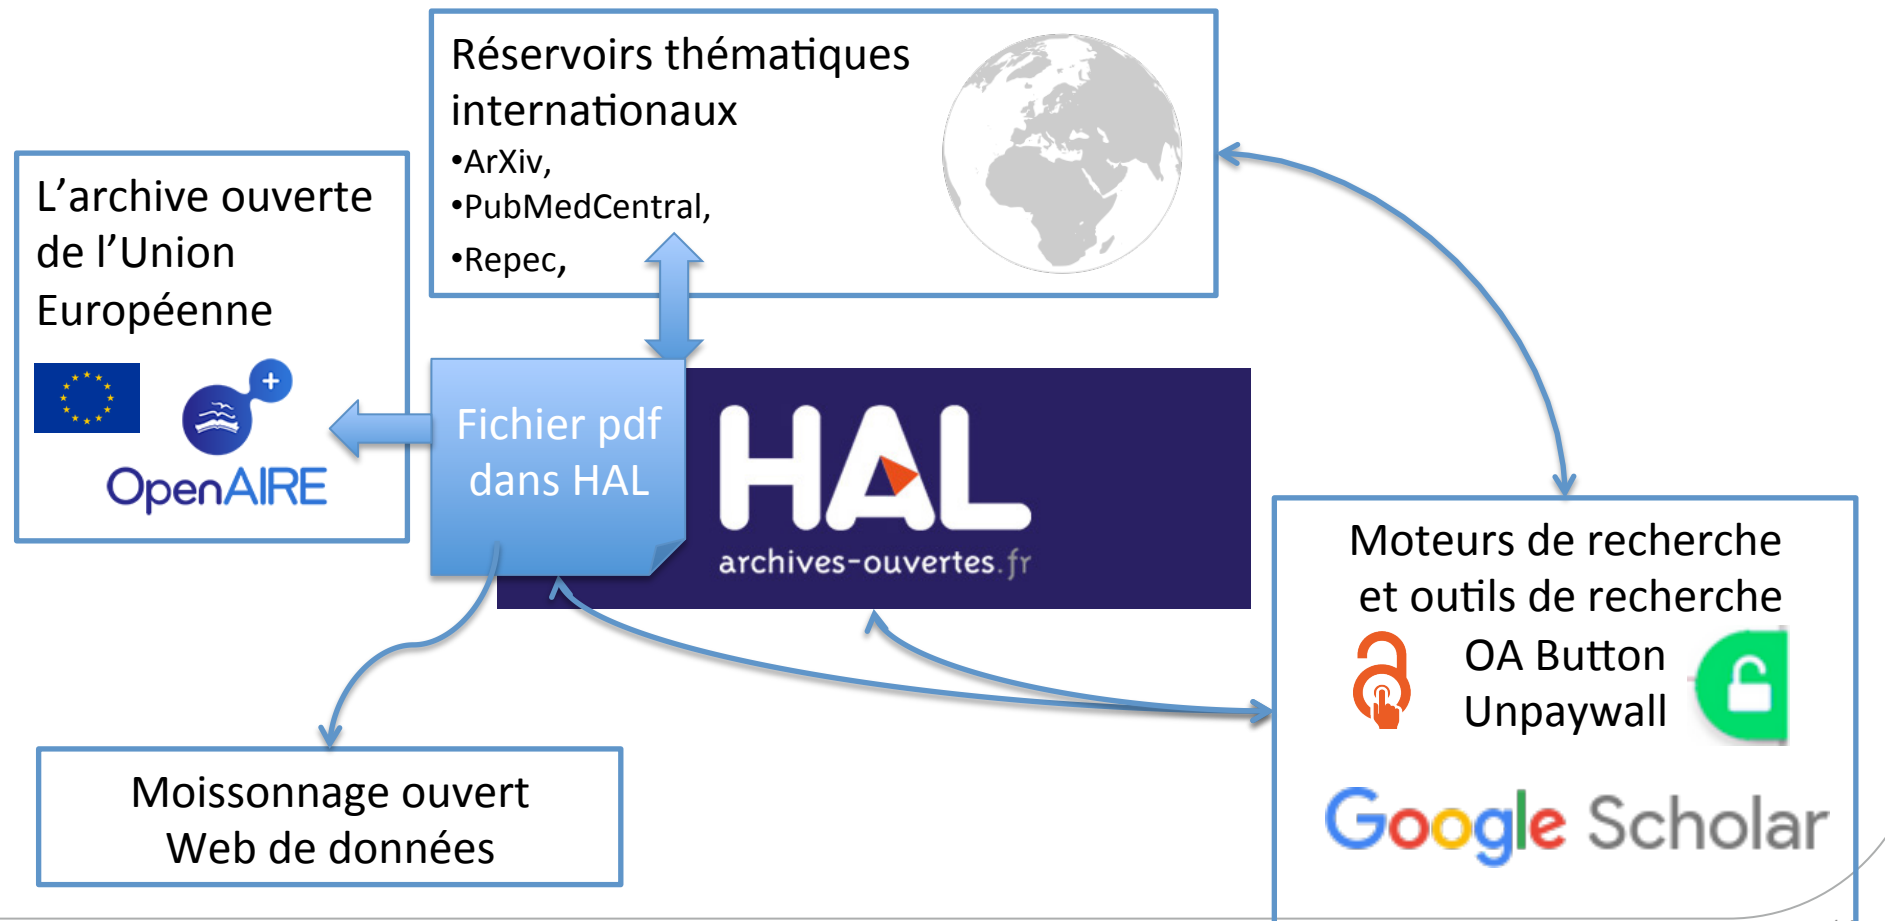 Réservoirs thématiques
internationaux
•ArXiv,
•PubMedCentral,
•Repec,
L’archive ouverte
de l’Union
Européenne
OpenAIRE
Fichier pdf
dans HAL
HAL
archives-ouvertes.fr
Moteurs de recherche
et outils de recherche
OA Button
Unpaywall
Google Scholar
Moissonnage ouvert
Web de données